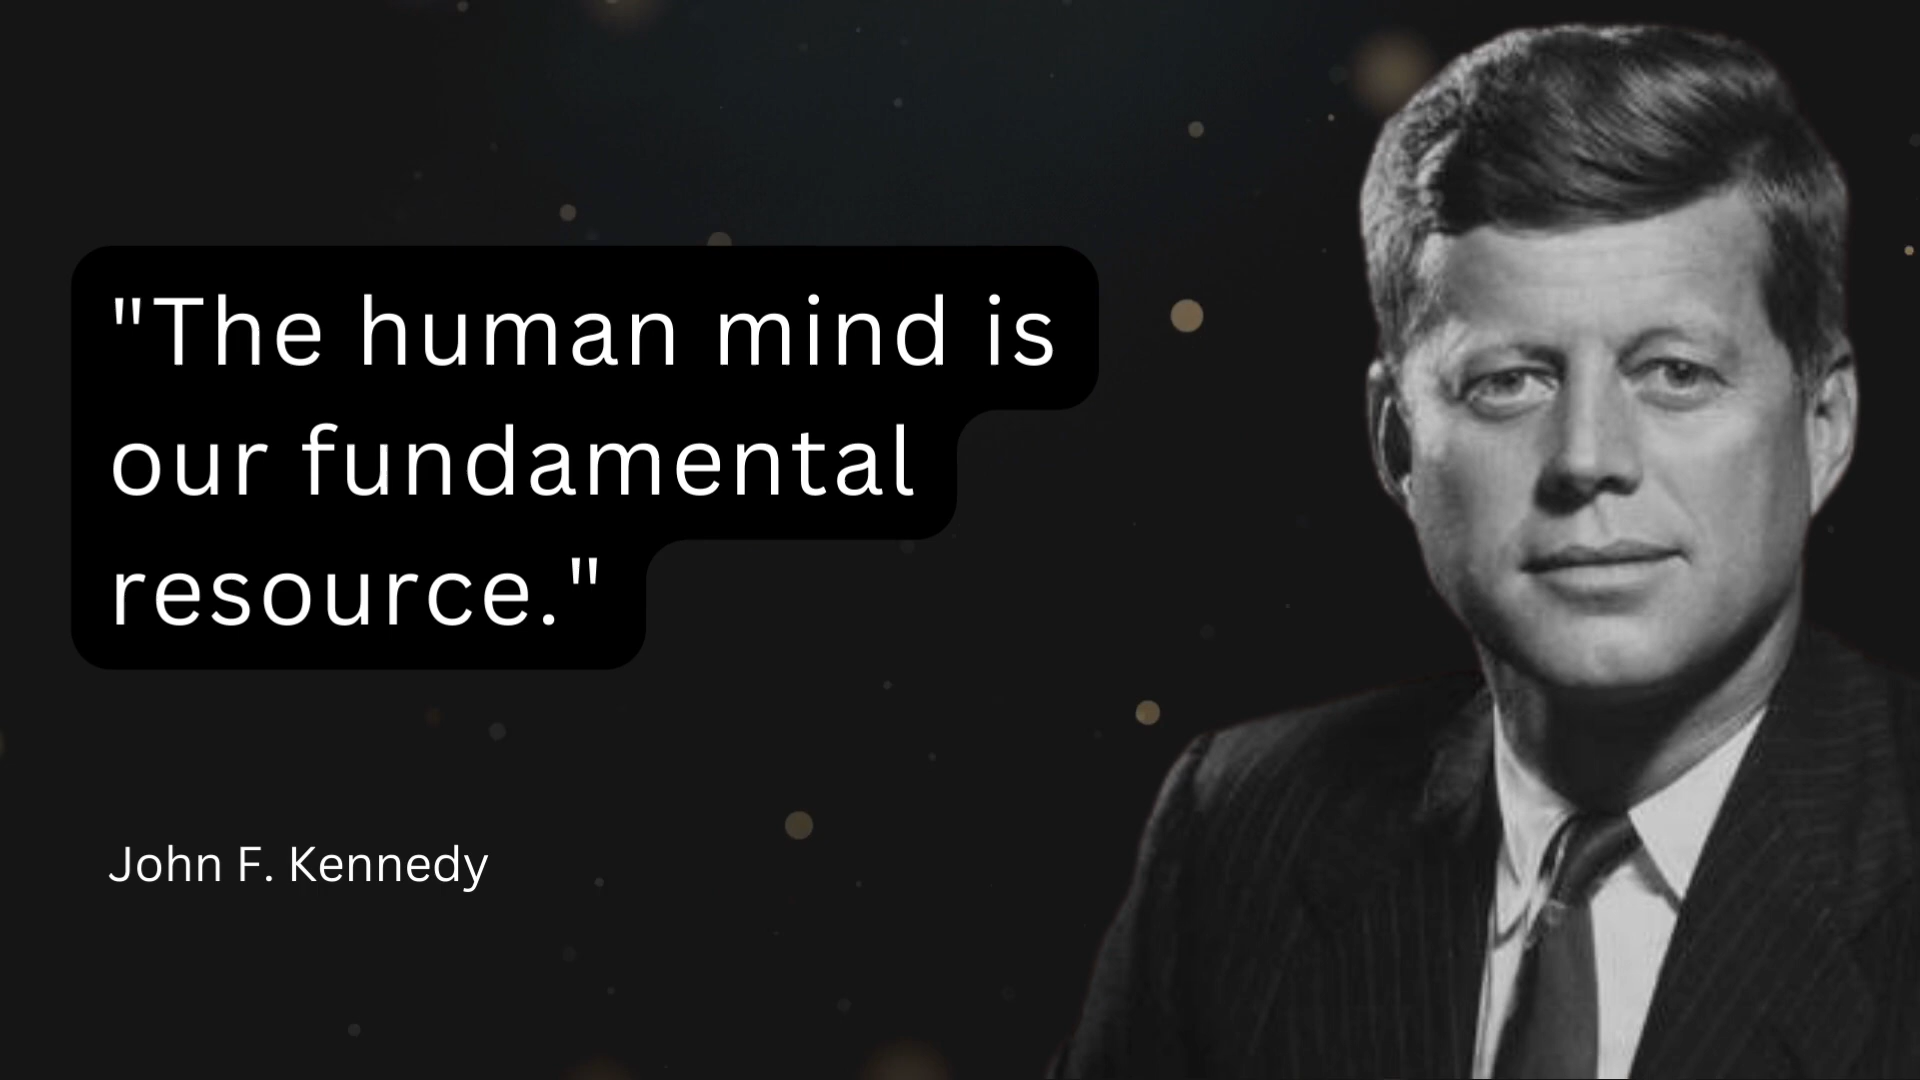 "The human mind is
our fundamental
resource."
John F. Kennedy